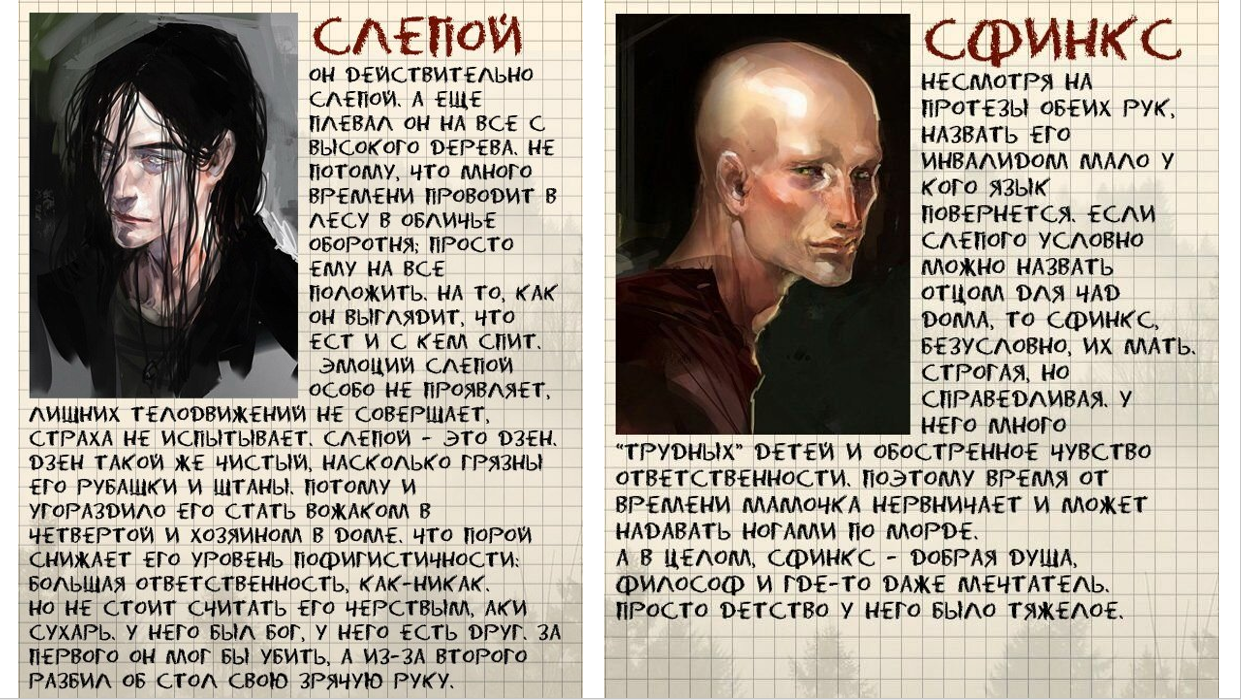 СЛЕПОЙ
ОН ДЕЙСТВИТЕЛЬНО
СЛЕПОЙ. А ЕЩЕ
ПЛЕВАЛ ОН НА ВСЕ С
ВЫСОКОГО ДЕРЕВА. НЕ
ПОТОМУ, ЧТО МНОГО
ВРЕМЕНИ ПРОВОДИТ В
ЛЕСУ В ОБЛИЧЬЕ
ОБОРОТНЯ; ПРОСТО
ЕМУ НА ВСЕ
ПОЛОЖИТЬ. НА ТО, КАК
ОН ВЫГЛЯДИТ, ЧТО
ЕСТ И С КЕМ СПИТ.
ЭМОЦИЙ СЛЕПОЙ
ОСОБО НЕ ПРОЯВЛЯЕТ,
ЛИШНИХ ТЕЛОДВИЖЕНИЙ НЕ СОВЕРШАЕТ,
СТРАХА НЕ ИСПЫТЫВАЕТ. СЛЕПОЙ - ЭТО ДЗЕН.
ДЗЕН ТАКОЙ ЖЕ ЧИСТЫЙ, НАСКОЛЬКО ГРЯЗНЫ
ЕГО РУБАШКИ И ШТАНЫ. ПОТОМУ И
УГОРАЗДИЛО ЕГО СТАТЬ ВОЖАКОМ В
ЧЕТВЕРТОЙ И ХОЗЯИНОМ В ДОМЕ. ЧТО ПОРОЙ
СНИЖАЕТ ЕГО УРОВЕНЬ ПОФИГИСТИЧНОСТИ:
БОЛЬШАЯ ОТВЕТСТВЕННОСТЬ, КАК-НИКАК.
НО НЕ СТОИТ СЧИТАТЬ ЕГО ЧЕРСТВЫМ, АКИ
СУХАРЬ. У НЕГО БЫЛ БОГ, У НЕГО ЕСТЬ ДРУГ. ЗА
ПЕРВОГО ОН МОГ БЫ УБИТЬ, А ИЗ-ЗА ВТОРОГО
РАЗБИЛ ОБ СТОЛ СВОЮ ЗРЯЧУЮ РУКУ.
СФИНКС
НЕСМОТРЯ НА
ПРОТЕЗЫ ОБЕИХ РУК,
НАЗВАТЬ ЕГО
ИНВАЛИДОМ МАЛО У
КОГО ЯЗЫК
ПОВЕРНЕТСЯ. ЕСЛИ
СЛЕПОГО УСЛОВНО
МОЖНО НАЗВАТЬ
ОТЦОМ ДЛЯ ЧАД
ДОМА, ТО СФИНКС,
БЕЗУСЛОВНО, ИХ МАТЬ.
СТРОГАЯ, НО
СПРАВЕДЛИВАЯ. У
НЕГО МНОГО
"ТРУДНЫХ" ДЕТЕЙ И ОБОСТРЕННОЕ ЧУВСТВО
ОТВЕТСТВЕННОСТИ. ПОЭТОМУ ВРЕМЯ ОТ
ВРЕМЕНИ МАМОЧКА НЕРВНИЧАЕТ И МОЖЕТ
НАДАВАТЬ НОГАМИ ПО МОРДЕ.
А В ЦЕЛОМ, СФИНКС - ДОБРАЯ ДУША,
ФИЛОСОФ И ГДЕ-ТО ДАЖЕ МЕЧТАТЕЛЬ.
ПРОСТО ДЕТСТВО У НЕГО БЫЛО ТЯЖЕЛОЕ.